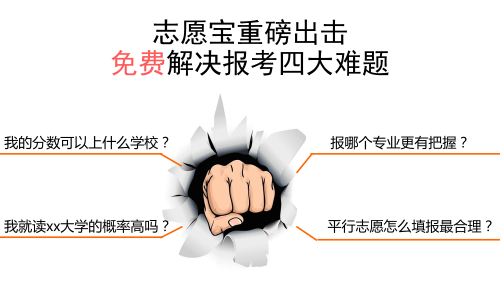 志愿宝重磅出击
免费解决报考四大难题
我的分数可以上什么学校？
报哪个专业更有把握？
我就读xx大学的概率高吗？
平行志愿怎么填报最合理？